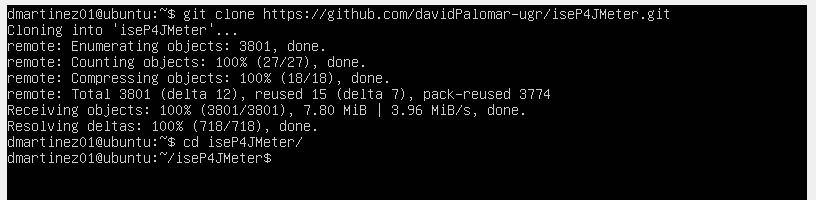 dmartinez01@ubuntu:~$ git clone https://github.com/davidPalomar-ugr/iseP4JMeter.git
Cloning into 'iseP4JMeter'...
remote: Enumerating objects: 3801, done.
remote: Counting objects: 100% (27/27), done.
remote: Compressing objects: 100% (18/18), done.
remote: Total 3801 (delta 12), reused 15 (delta 7), pack-reused 3774
Receiving objects: 100% (3801/3801), 7.80 MiB | 3.96 MiB/s, done.
Resolving deltas: 100% (718/718), done.
dmartinez01@ubuntu:~$ cd iseP4JMeter/
dmartinez01@ubuntu:~/iseP4JMeter$